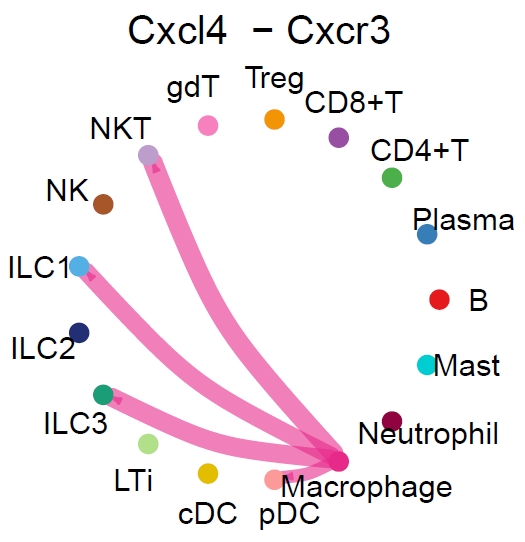 Cxcl4 – Cxcr3
Treg
gdT
CD8+T
NKT
CD4+T
NK
Plasma
ILC1
B
ILC2
Mast
ILC3
Neutrophil
LTi
Macrophage
cDC
pDC